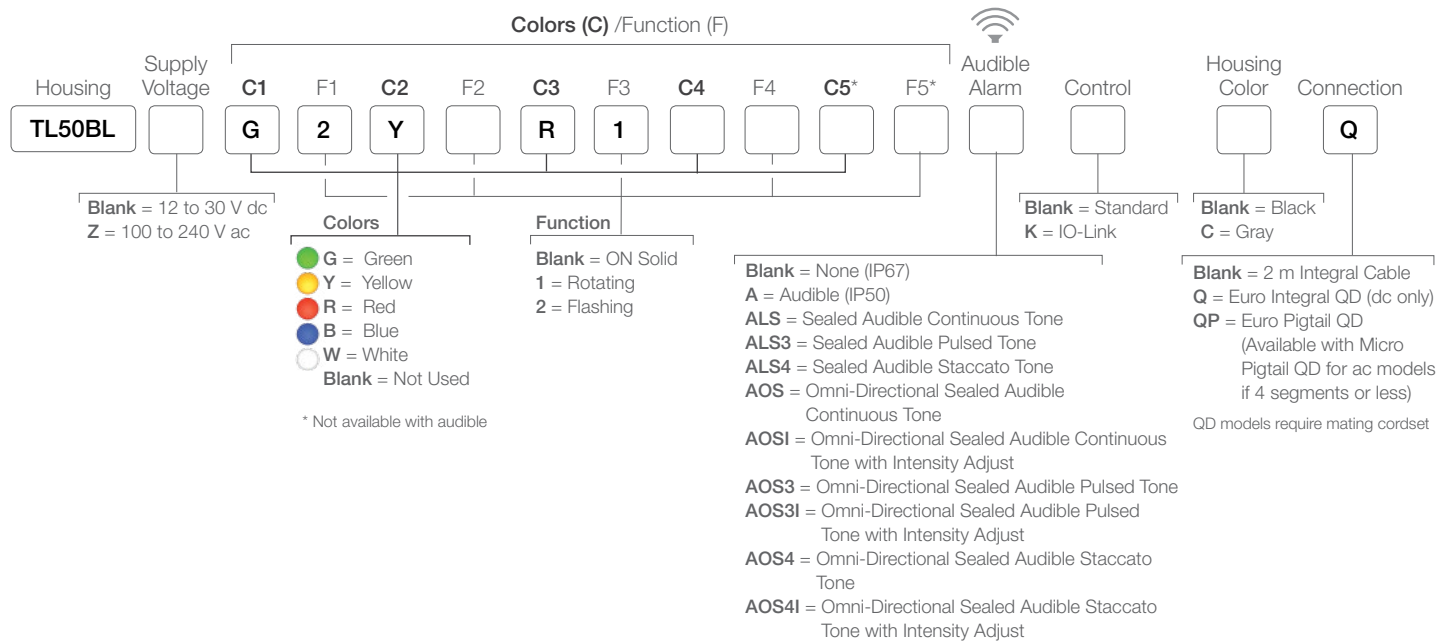 Colors (C) /Function (F)
Housing
Supply
Voltage
C1
F1
C2
F2
C3
F3
C4
F4
C5*
F5*
Audible
Alarm
Control
Housing
Color
Connection
TL50BL
G
2
Y
R
1
Q
Blank = 12 to 30 V dc
Z = 100 to 240 V ac
Colors
G = Green
Y = Yellow
R = Red
B = Blue
W = White
Blank = Not Used
* Not available with audible
Function
Blank = ON Solid
1 = Rotating
2 = Flashing
Blank = None (IP67)
A = Audible (IP50)
ALS = Sealed Audible Continuous Tone
ALS3 = Sealed Audible Pulsed Tone
ALS4 = Sealed Audible Staccato Tone
AOS = Omni-Directional Sealed Audible
Continuous Tone
AOSI = Omni-Directional Sealed Audible Continuous
Tone with Intensity Adjust
AOS3 = Omni-Directional Sealed Audible Pulsed Tone
AOS3I = Omni-Directional Sealed Audible Pulsed
Tone with Intensity Adjust
AOS4 = Omni-Directional Sealed Audible Staccato
Tone
AOS4I = Omni-Directional Sealed Audible Staccato
Tone with Intensity Adjust
Blank = Standard
K = IO-Link
Blank = Black
C = Gray
Blank = 2 m Integral Cable
Q = Euro Integral QD (dc only)
QP = Euro Pigtail QD
(Available with Micro
Pigtail QD for ac models
if 4 segments or less)
QD models require mating cordset